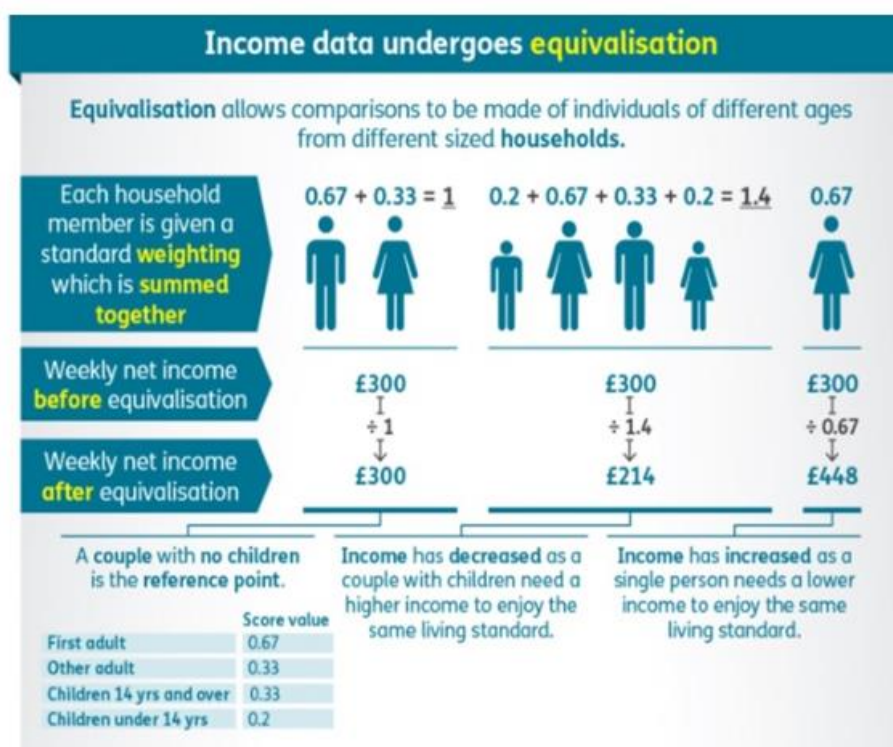 Income data undergoes equivalisation
Equivalisation allows comparisons to be made of individuals of different ages
from different sized households.
Each household
member is given a
standard weighting
which is summed
together
0.67 + 0.33 = 1
0.2 + 0.67 + 0.33 + 0.2 = 1.4
0.67
Weekly net income
before equivalisation
£300
£300
£300
÷ 1
÷ 1.4
÷ 0.67
Weekly net income
after equivalisation
£300
£214
£448
A couple with no children
is the reference point.
Income has decreased as a
couple with children need a
higher income to enjoy the
same living standard.
Income has increased as a
single person needs a lower
income to enjoy the same
living standard.
Score value
First adult 0.67
Other adult 0.33
Children 14 yrs and over 0.33
Children under 14 yrs 0.2